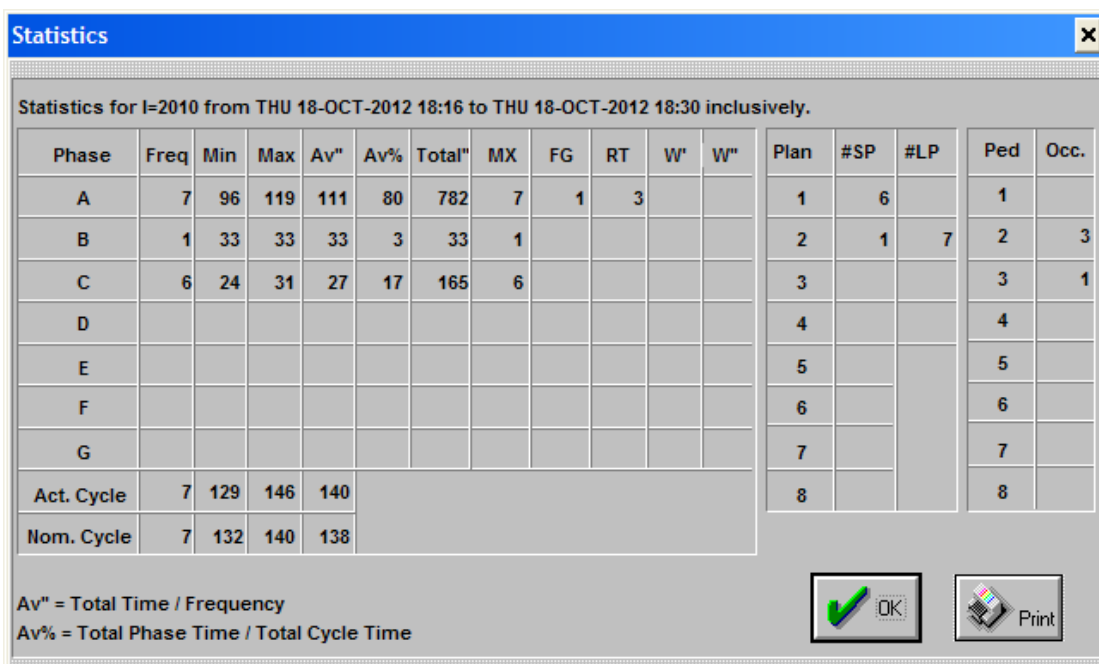 Statistics
Statistics for I=2010 from THU 18-OCT-2012 18:16 to THU 18-OCT-2012 18:30 inclusively.
Phase Freq Min Max Av" Av% Total" MX FG RT W' W" Plan #SP #LP Ped Occ.
A 7 96 119 111 80 782 7 1 3 1 6 1
B 1 33 33 33 3 33 1 2 1 7 2 3
C 6 24 31 27 17 165 6 3 3 1
D 4 4
E 5 5
F 6 6
G 7 7
Act. Cycle 7 129 146 140 8 8
Nom. Cycle 7 132 140 138
Av" = Total Time / Frequency
Av% = Total Phase Time / Total Cycle Time
OK
Print